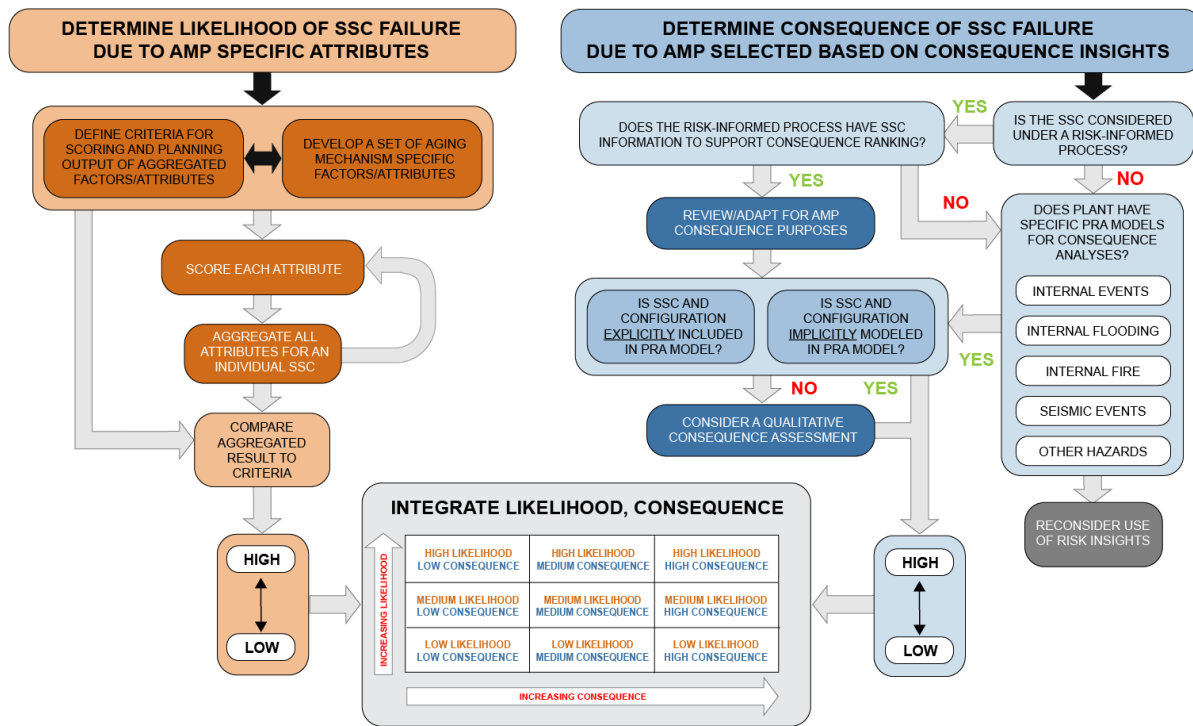 DETERMINE LIKELIHOOD OF SSC FAILURE
DUE TO AMP SPECIFIC ATTRIBUTES
DEFINE CRITERIA FOR
SCORING AND PLANNING
OUTPUT OF AGGREGATED
FACTORS/ATTRIBUTES
DEVELOP A SET OF AGING
MECHANISM SPECIFIC
FACTORS/ATTRIBUTES
SCORE EACH ATTRIBUTE
AGGREGATE ALL
ATTRIBUTES FOR AN
INDIVIDUAL SSC
COMPARE
AGGREGATED
RESULT TO
CRITERIA
HIGH
LOW
DETERMINE CONSEQUENCE OF SSC FAILURE
DUE TO AMP SELECTED BASED ON CONSEQUENCE INSIGHTS
IS THE SSC CONSIDERED
UNDER A RISK-INFORMED
PROCESS?
YES
NO
DOES THE RISK-INFORMED PROCESS HAVE SSC
INFORMATION TO SUPPORT CONSEQUENCE RANKING?
YES
NO
REVIEW/ADAPT FOR AMP
CONSEQUENCE PURPOSES
DOES PLANT HAVE
SPECIFIC PRA MODELS
FOR CONSEQUENCE
ANALYSES?
INTERNAL EVENTS
INTERNAL FLOODING
INTERNAL FIRE
SEISMIC EVENTS
OTHER HAZARDS
YES
IS SSC AND
CONFIGURATION
EXPLICITLY INCLUDED
IN PRA MODEL?
IS SSC AND
CONFIGURATION
IMPLICITLY MODELED
IN PRA MODEL?
NO
YES
CONSIDER A QUALITATIVE
CONSEQUENCE ASSESSMENT
RECONSIDER USE
OF RISK INSIGHTS
HIGH
LOW
INTEGRATE LIKELIHOOD, CONSEQUENCE
INCREASING LIKELIHOOD
HIGH LIKELIHOOD
LOW CONSEQUENCE
HIGH LIKELIHOOD
MEDIUM CONSEQUENCE
HIGH LIKELIHOOD
HIGH CONSEQUENCE
MEDIUM LIKELIHOOD
LOW CONSEQUENCE
MEDIUM LIKELIHOOD
MEDIUM CONSEQUENCE
MEDIUM LIKELIHOOD
HIGH CONSEQUENCE
LOW LIKELIHOOD
LOW CONSEQUENCE
LOW LIKELIHOOD
MEDIUM CONSEQUENCE
LOW LIKELIHOOD
HIGH CONSEQUENCE
INCREASING CONSEQUENCE